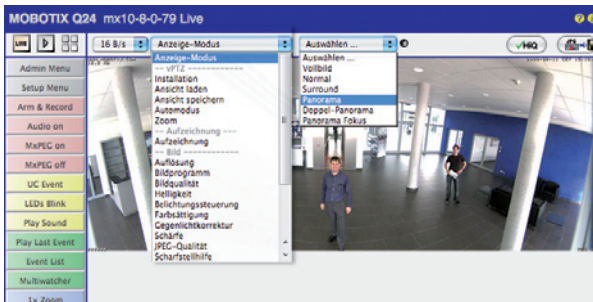 MOBOTIX Q24 mx10-8-0-79 Live
LIVE
16 B/s
Anzeige-Modus
Auswählen ...
HiQ
Admin Menu
Setup Menu
Arm & Record
Audio on
MxPEG on
MxPEG off
UC Event
LEDs Blink
Play Sound
Play Last Event
Event List
Multiwatcher
1x Zoom
Anzeige-Modus
-- vPTZ ------------
Installation
Ansicht laden
Ansicht speichern
Automodus
Zoom
-- Aufzeichnung ---
Aufzeichnung
-- Bild -------------
Auflösung
Bildprogramm
Bildqualität
Helligkeit
Belichtungssteuerung
Farbsättigung
Gegenlichtkorrektur
Schärfe
JPEG-Qualität
Scharfstellhilfe
Auswählen ...
Vollbild
Normal
Surround
Panorama
Doppel-Panorama
Panorama Fokus